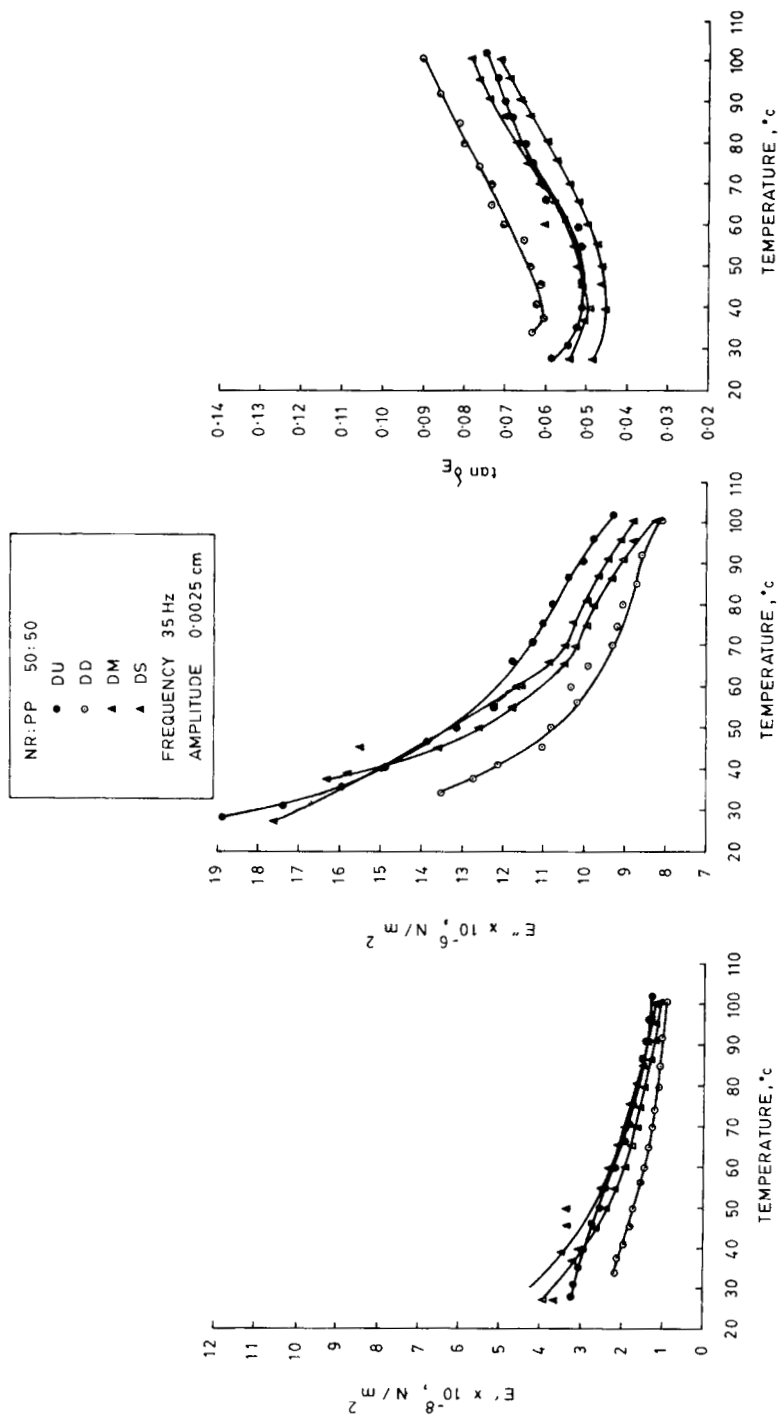 NR:PP 50:50
● DU
○ DD
▲ DM
▲ DS
FREQUENCY 35 Hz
AMPLITUDE 0·0025 cm
E' x 10⁻⁸, N/m²
12
11
10
9
8
7
6
5
4
3
2
1
0
20 30 40 50 60 70 80 90 100 110
TEMPERATURE, °c
E" x 10⁻⁶, N/m²
19
18
17
16
15
14
13
12
11
10
9
8
7
20 30 40 50 60 70 80 90 100 110
TEMPERATURE, °c
tan δE
0·14
0·13
0·12
0·11
0·10
0·09
0·08
0·07
0·06
0·05
0·04
0·03
0·02
20 30 40 50 60 70 80 90 100 110
TEMPERATURE, °c